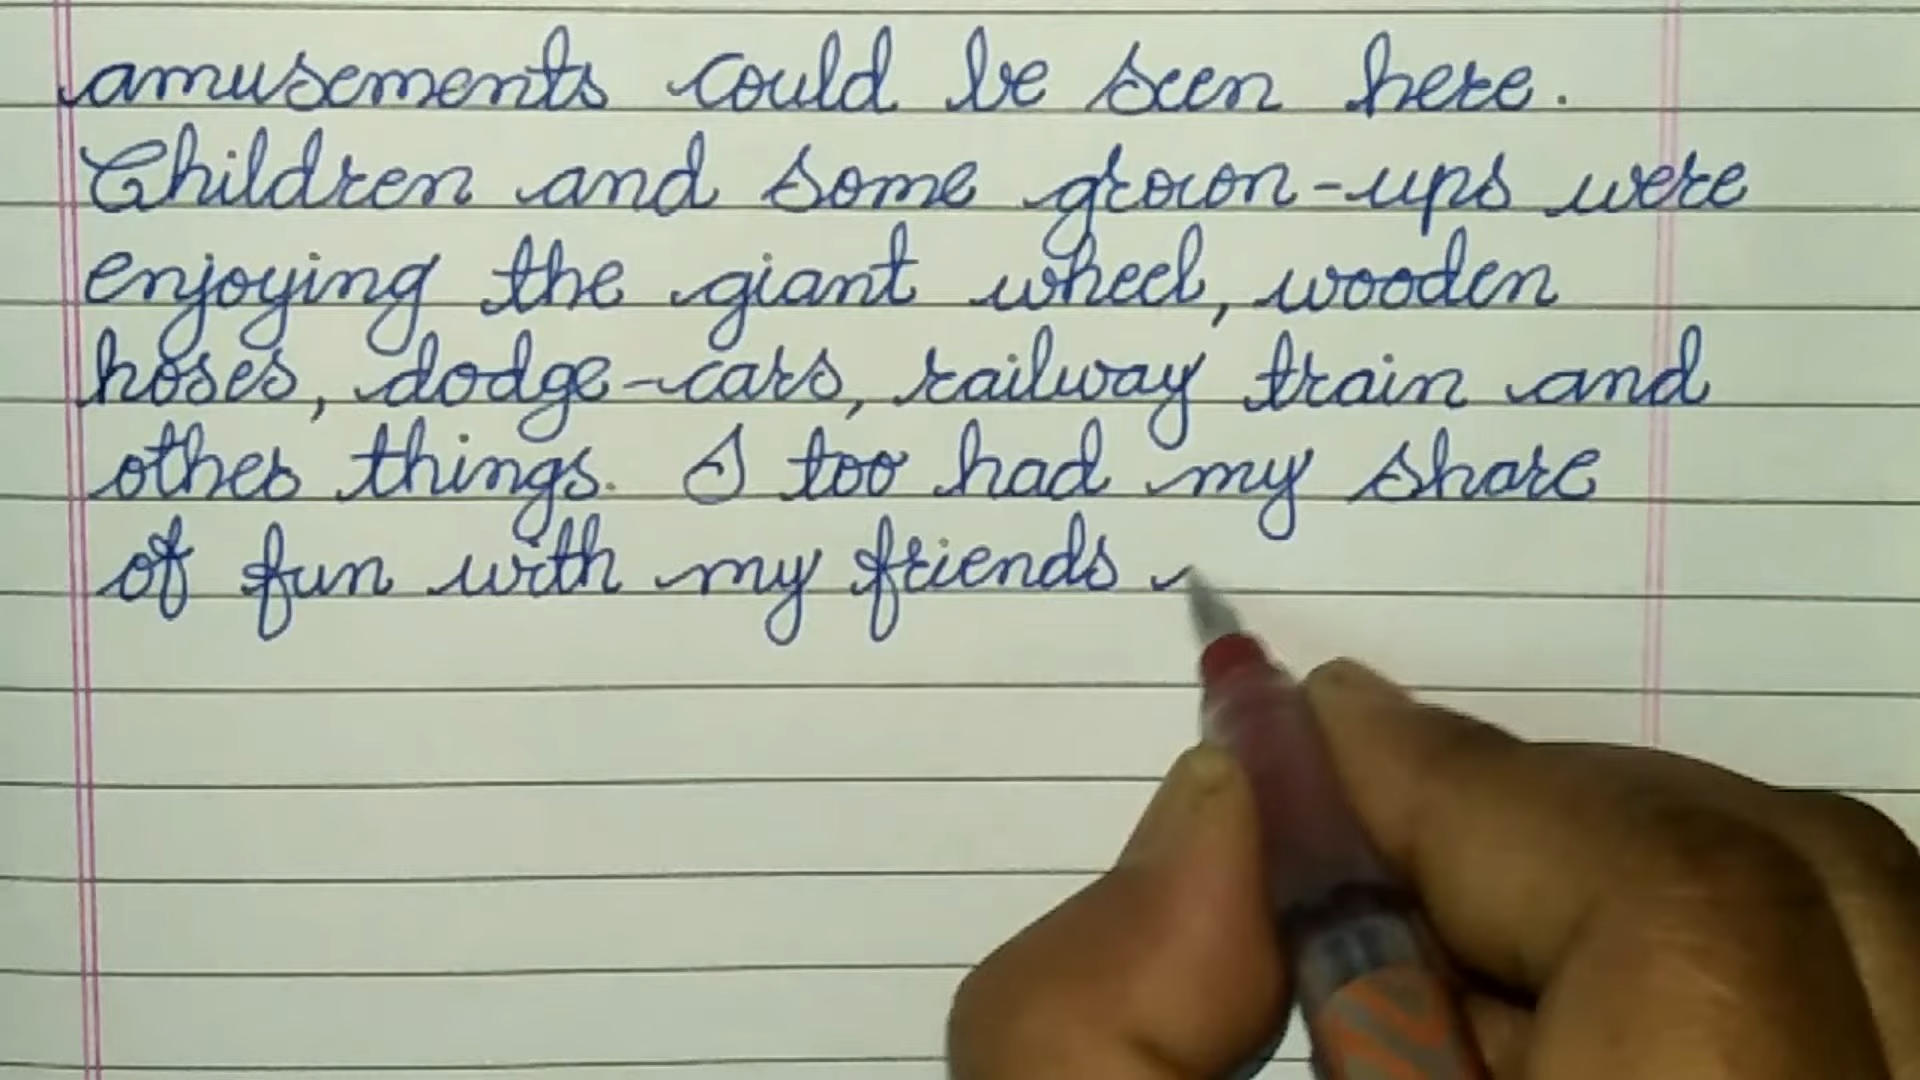 amusements could be seen here.
Children and some grown-ups were
enjoying the giant wheel, wooden
hoses, dodge-cars, railway train and
other things. I too had my share
of fun with my friends